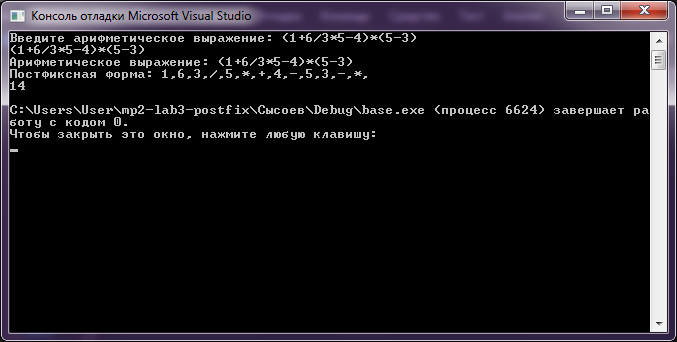 Консоль отладки Microsoft Visual Studio
Введите арифметическое выражение: (1+6/3*5-4)*(5-3)
(1+6/3*5-4)*(5-3)
Арифметическое выражение: (1+6/3*5-4)*(5-3)
Постфиксная форма: 1,6,3,/,5,*,+,4,-,5,3,-,*,
14
C:\Users\User\mp2-lab3-postfix\Сысоев\Debug\base.exe (процесс 6624) завершает ра
боту с кодом 0.
Чтобы закрыть это окно, нажмите любую клавишу: